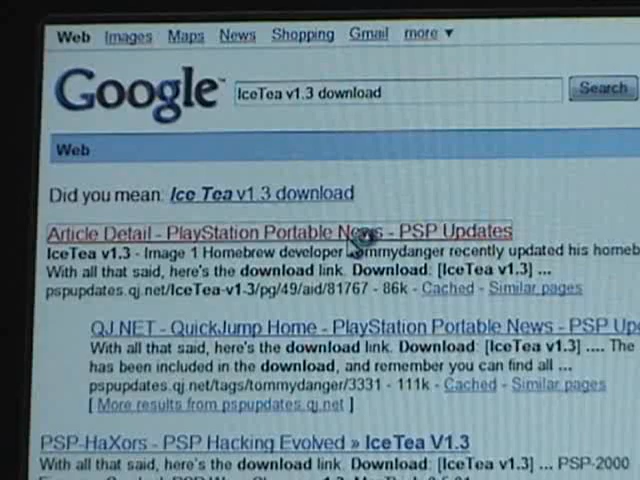 Web Images Maps News Shopping Gmail more ▼
Google™ IceTea v1.3 download Search
Web
Did you mean: Ice Tea v1.3 download
Article Detail - PlayStation Portable News - PSP Updates
IceTea v1.3 - Image 1 Homebrew developer tommydanger recently updated his homeb
With all that said, here's the download link. Download: [IceTea v1.3] ...
pspupdates.qj.net/IceTea-v1-3/pg/49/aid/81767 - 86k - Cached - Similar pages
QJ.NET - QuickJump Home - PlayStation Portable News - PSP Up
With all that said, here's the download link. Download: [IceTea v1.3] .... The
has been included in the download, and remember you can find all ...
pspupdates.qj.net/tags/tommydanger/3331 - 111k - Cached - Similar pages
[ More results from pspupdates.qj.net ]
PSP-HaXors - PSP Hacking Evolved » IceTea V1.3
With all that said, here's the download link. Download: [IceTea v1.3] ... PSP-2000